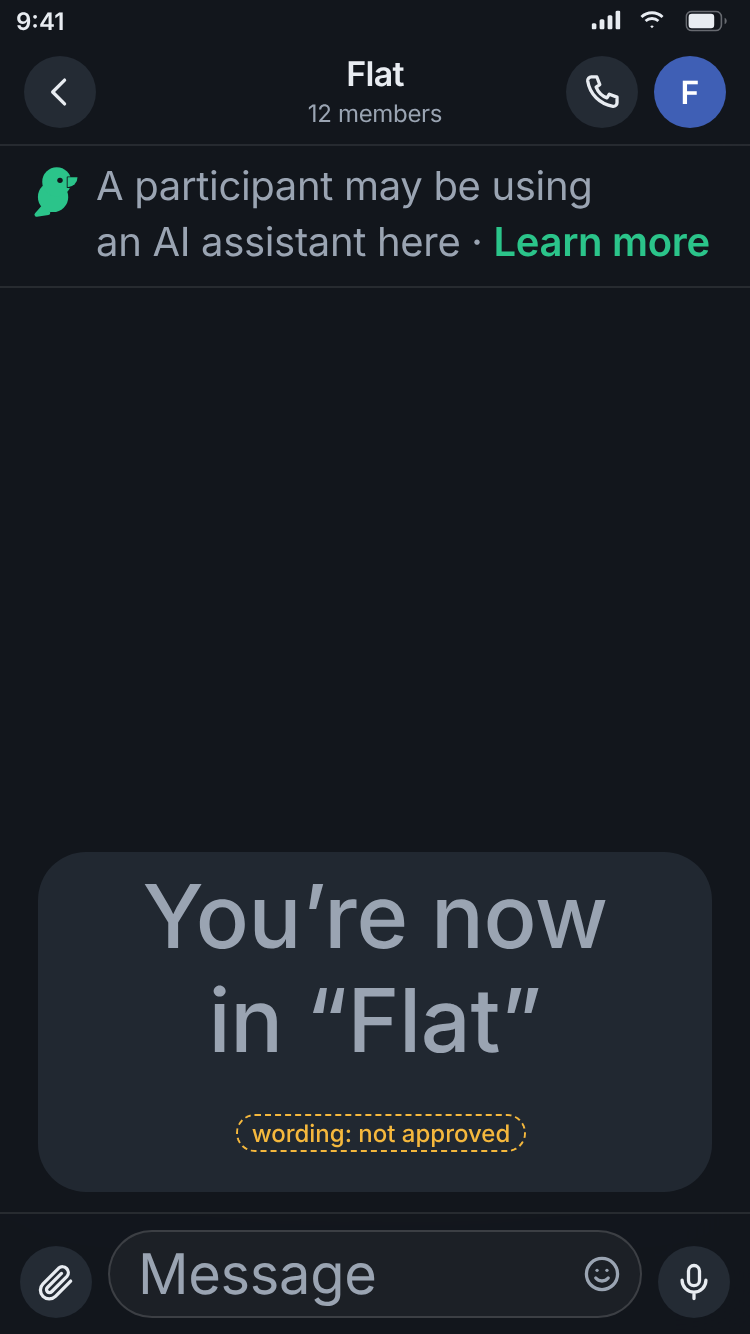 9:41
Flat
12 members
F
A participant may be using
an AI assistant here · Learn more
You’re now
in “Flat”
wording: not approved
Message